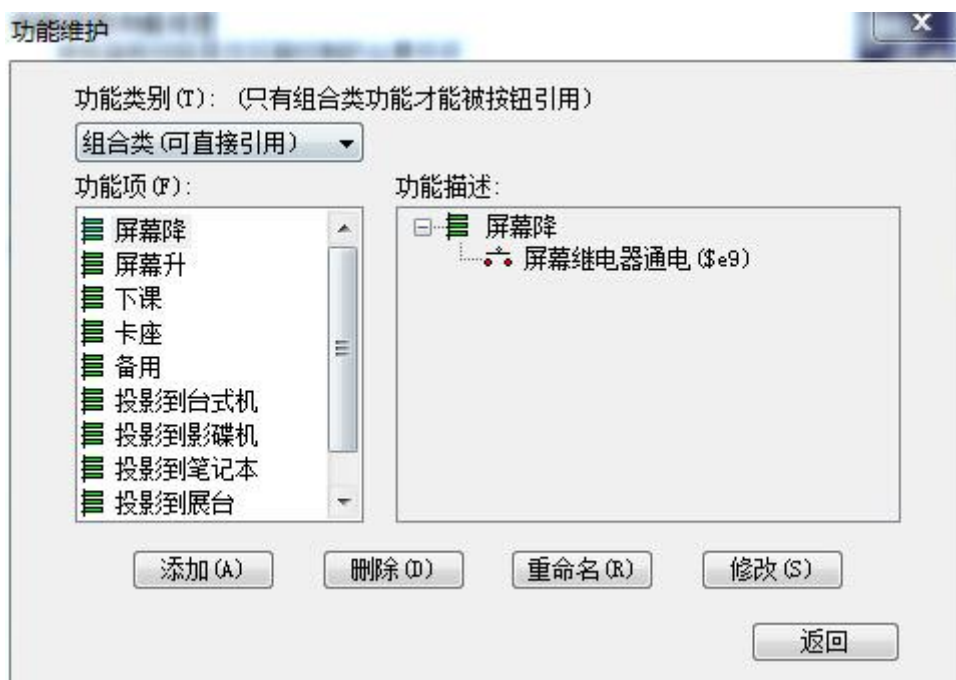 功能维护
功能类别(T): (只有组合类功能才能被按钮引用)
组合类(可直接引用)
功能项(F):
功能描述:
屏幕降
屏幕升
下课
卡座
备用
投影到台式机
投影到影碟机
投影到笔记本
投影到展台
屏幕降
屏幕继电器通电($e9)
添加(A)
删除(D)
重命名(R)
修改(S)
返回